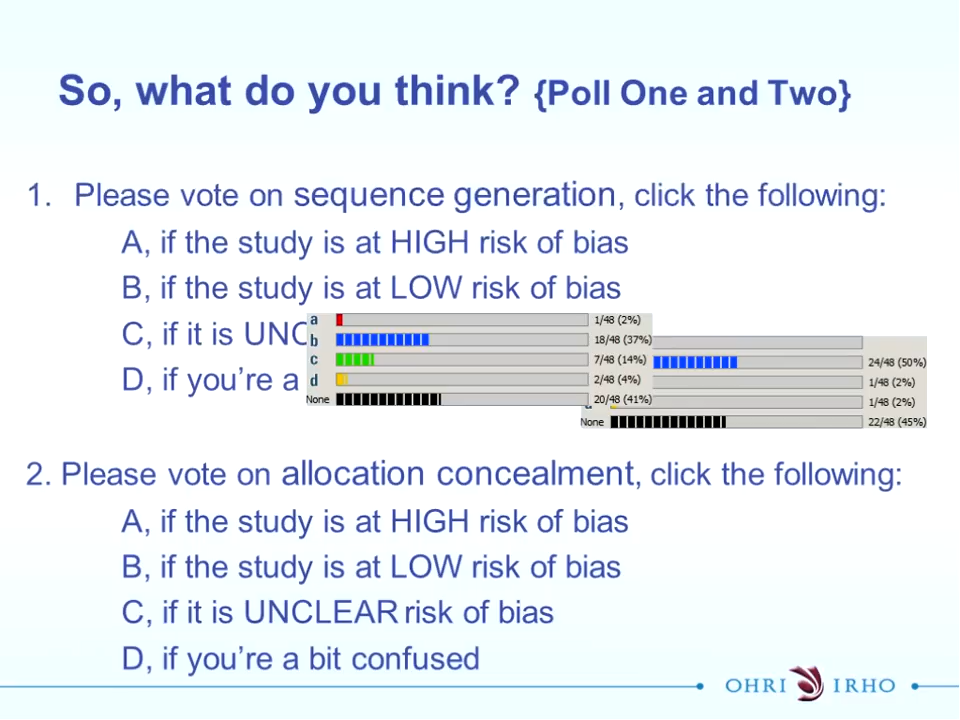 So, what do you think? {Poll One and Two}
1. Please vote on sequence generation, click the following:
A, if the study is at HIGH risk of bias
B, if the study is at LOW risk of bias
C, if it is UNC
D, if you're a
a 1/48 (2%)
b 18/48 (37%)
c 7/48 (14%)
d 2/48 (4%)
None 20/48 (41%)
24/48 (50%)
1/48 (2%)
1/48 (2%)
None 22/48 (45%)
2. Please vote on allocation concealment, click the following:
A, if the study is at HIGH risk of bias
B, if the study is at LOW risk of bias
C, if it is UNCLEAR risk of bias
D, if you're a bit confused
OHRI IRHO